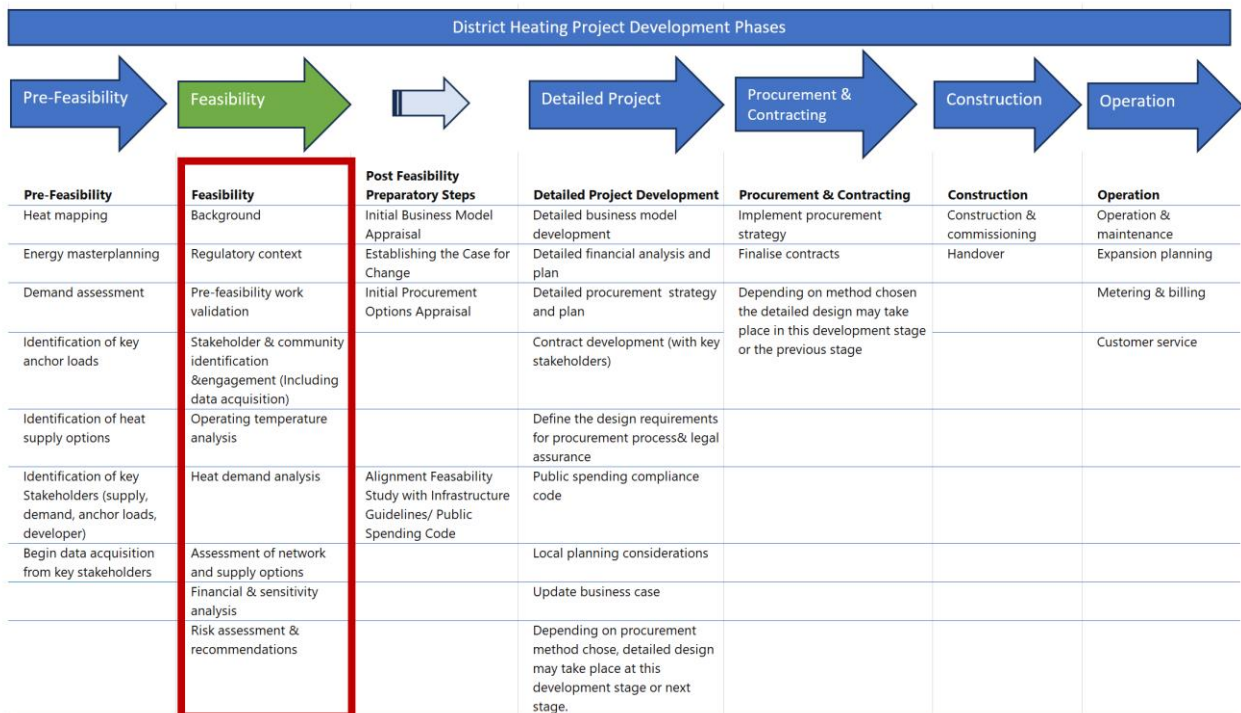 District Heating Project Development Phases
Pre-Feasibility
Feasibility
Detailed Project
Procurement &
Contracting
Construction
Operation
Pre-Feasibility
Heat mapping
Energy masterplanning
Demand assessment
Identification of key
anchor loads
Identification of heat
supply options
Identification of key
Stakeholders (supply,
demand, anchor loads,
developer)
Begin data acquisition
from key stakeholders
Feasibility
Background
Regulatory context
Pre-feasibility work
validation
Stakeholder & community
identification
&engagement (Including
data acquisition)
Operating temperature
analysis
Heat demand analysis
Assessment of network
and supply options
Financial & sensitivity
analysis
Risk assessment &
recommendations
Post Feasibility
Preparatory Steps
Initial Business Model
Appraisal
Establishing the Case for
Change
Initial Procurement
Options Appraisal
Alignment Feasability
Study with Infrastructure
Guidelines/ Public
Spending Code
Detailed Project Development
Detailed business model
development
Detailed financial analysis and
plan
Detailed procurement strategy
and plan
Contract development (with key
stakeholders)
Define the design requirements
for procurement process& legal
assurance
Public spending compliance
code
Local planning considerations
Update business case
Depending on procurement
method chose, detailed design
may take place at this
development stage or next
stage.
Procurement & Contracting
Implement procurement
strategy
Finalise contracts
Depending on method chosen
the detailed design may take
place in this development stage
or the previous stage
Construction
Construction &
commissioning
Handover
Operation
Operation &
maintenance
Expansion planning
Metering & billing
Customer service